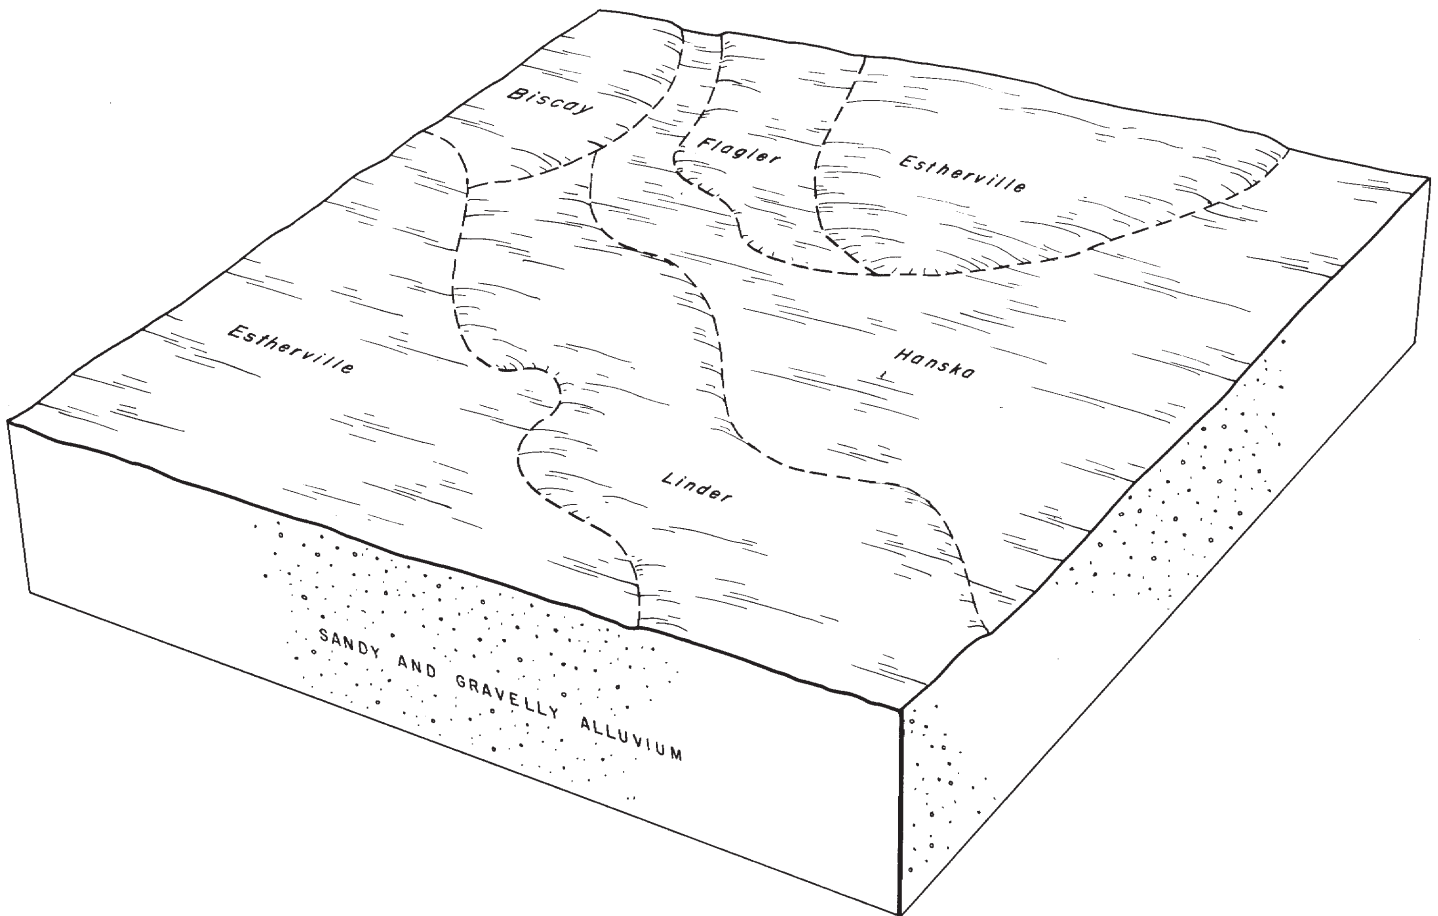 Biscay
Flagler
Estherville
Estherville
Hanska
Linder
SANDY AND GRAVELLY ALLUVIUM